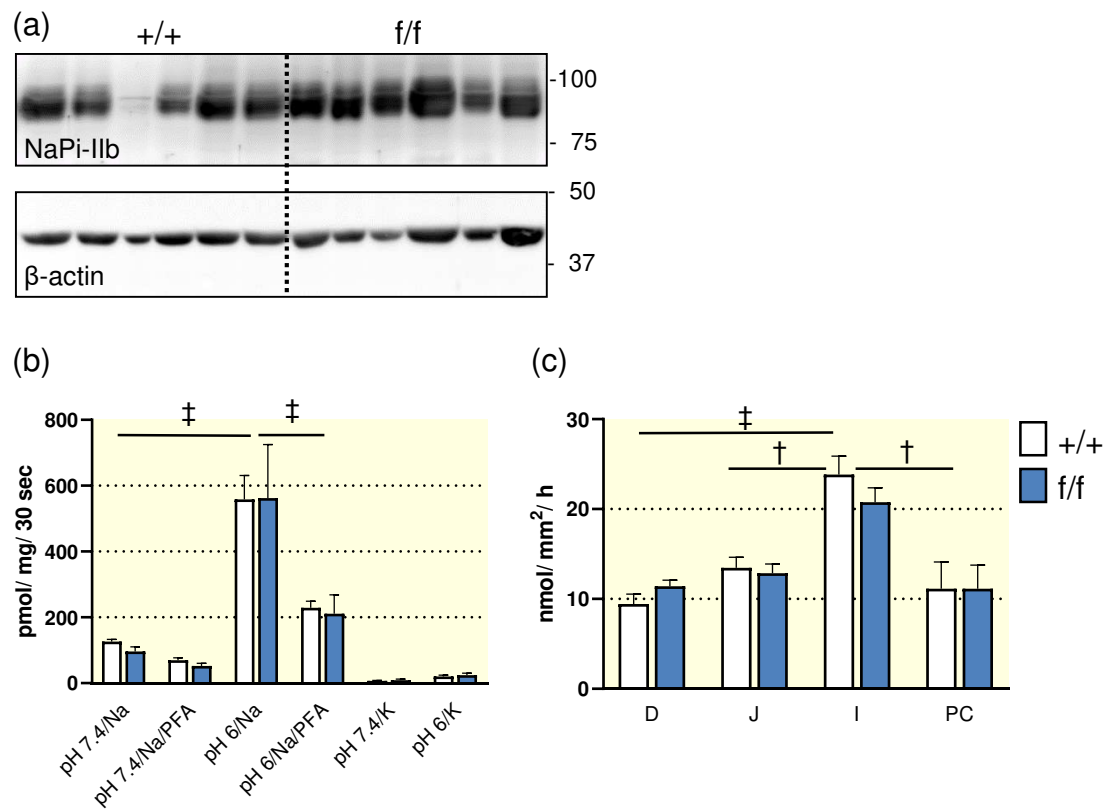 (a)
+/+ f/f
-100
NaPi-IIb
- 75
- 50
β-actin
- 37
(b)
(c)
pmol/ mg/ 30 sec
800
600
400
200
0
‡ ‡
pH 7.4/Na
pH 7.4/Na/PFA
pH 6/Na
pH 6/Na/PFA
pH 7.4/K
pH 6/K
nmol/ mm²/ h
30
20
10
0
‡
† †
D J I PC
+/+
f/f